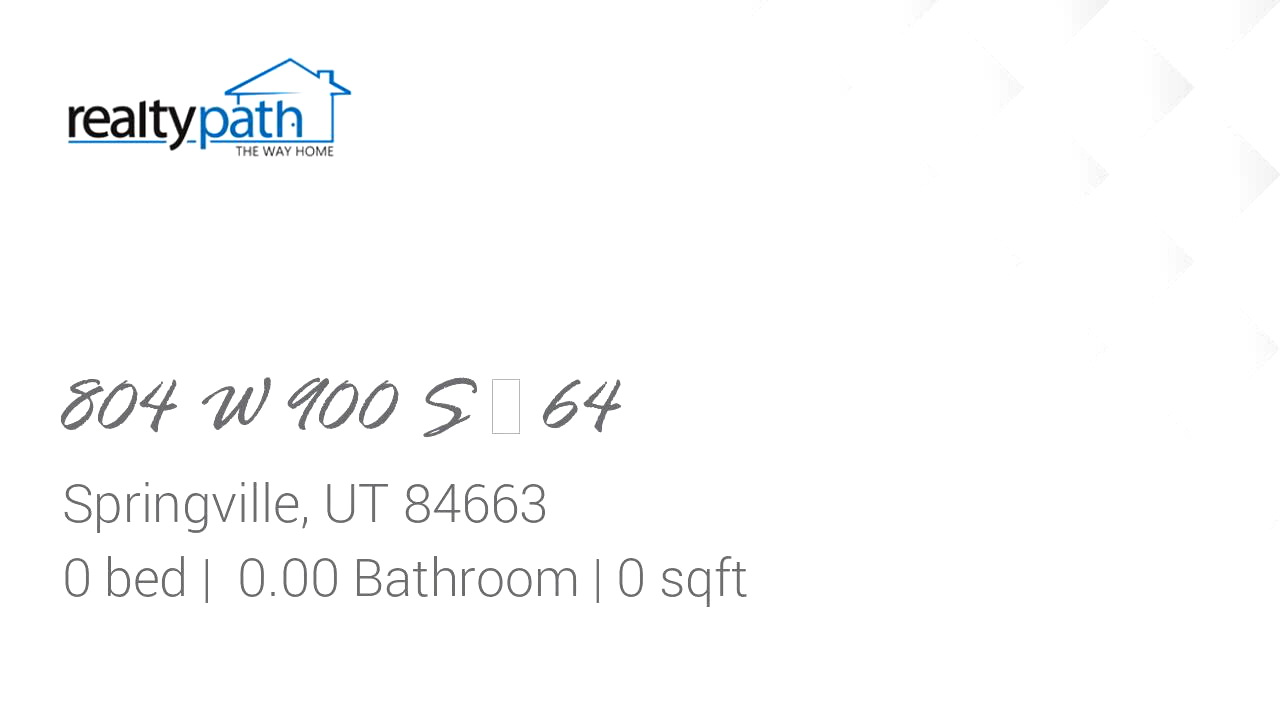 realtypath
THE WAY HOME
804 W 900 S 64
Springville, UT 84663
0 bed | 0.00 Bathroom | 0 sqft